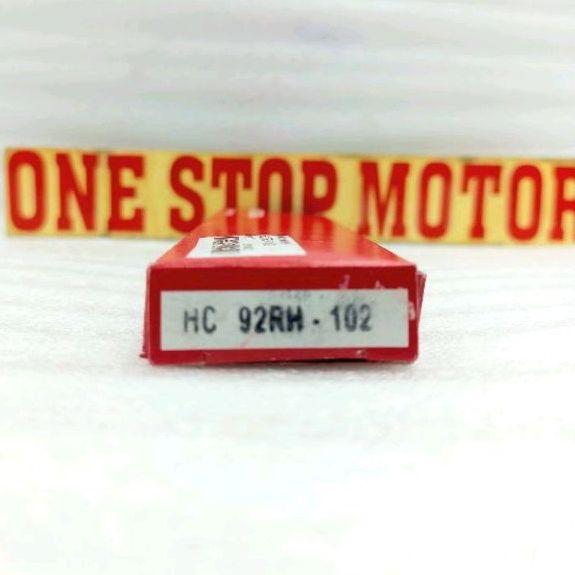 ONE STOP MOTOR
HC 92RH - 102